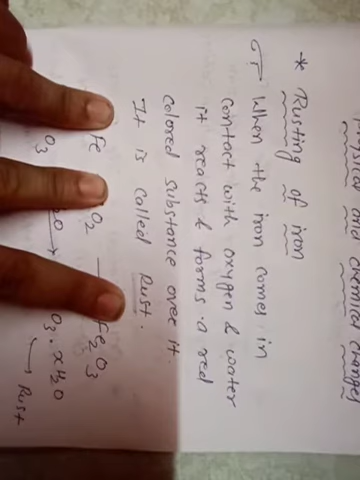 Physical and chemical changes
* Rusting of iron
When the iron comes in
contact with oxygen & water
it reacts & forms a red
colored substance over it.
It is called Rust.
Fe O2 → Fe2O3
O3 → O3.xH2O
↳ Rust